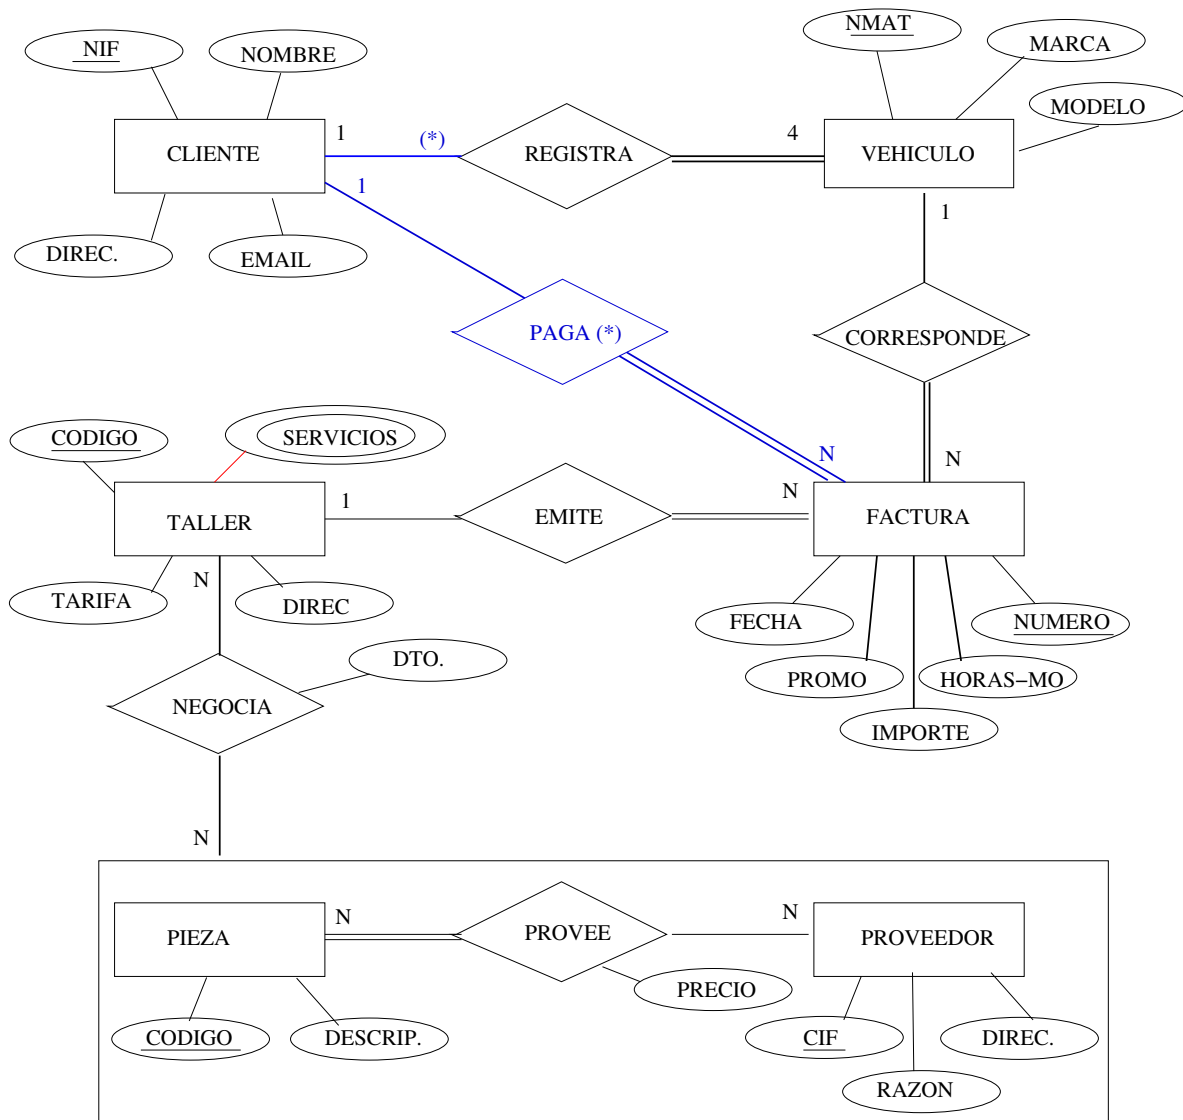 NMAT
NIF
NOMBRE
MARCA
MODELO
1
(*)
4
CLIENTE
REGISTRA
VEHICULO
1
1
DIREC.
EMAIL
PAGA (*)
CORRESPONDE
CODIGO
SERVICIOS
N
N
1
N
TALLER
EMITE
FACTURA
N
TARIFA
DIREC
FECHA
NUMERO
DTO.
PROMO
HORAS−MO
NEGOCIA
IMPORTE
N
N
N
PIEZA
PROVEE
PROVEEDOR
PRECIO
CODIGO
DESCRIP.
CIF
DIREC.
RAZON